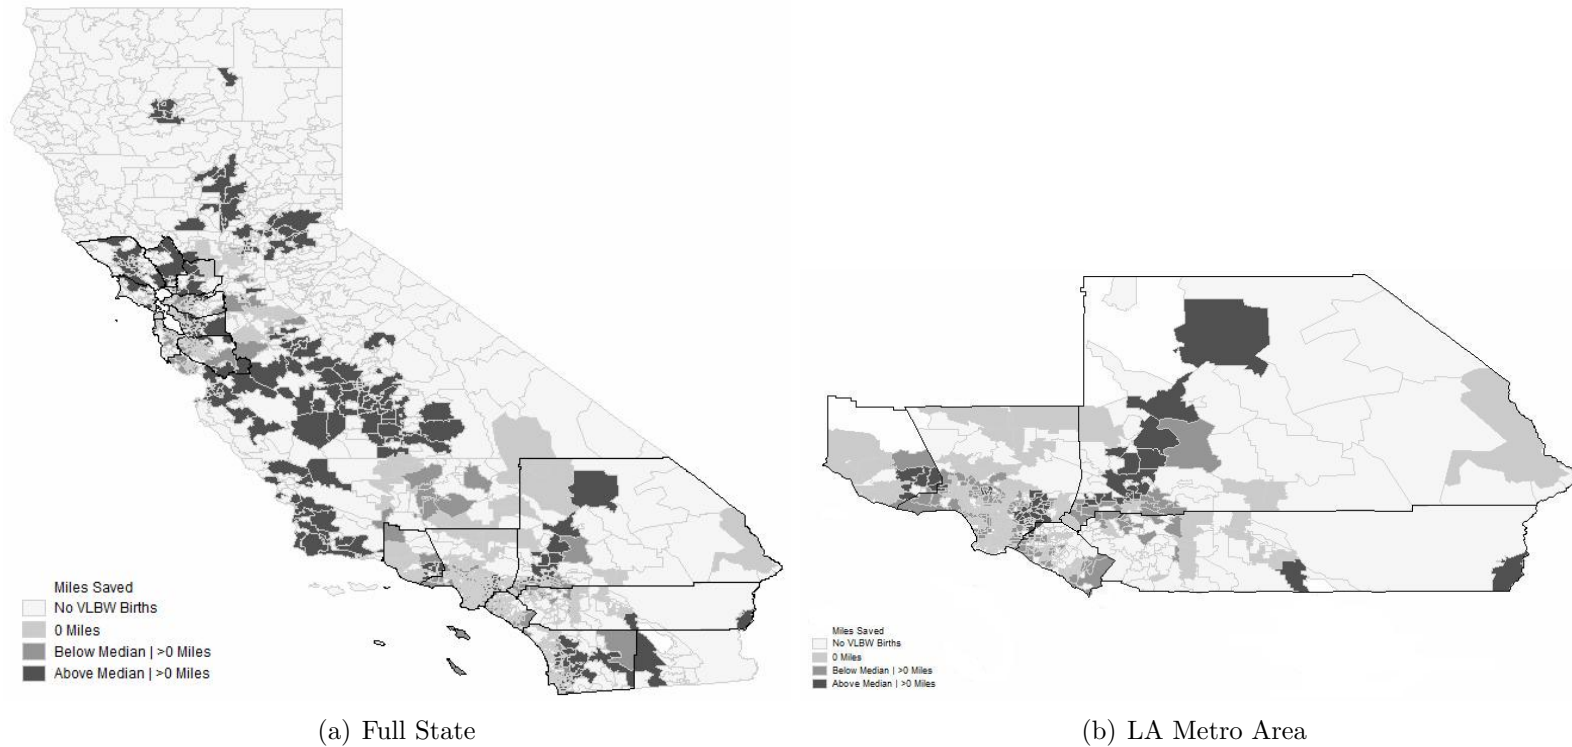 Miles Saved
No VLBW Births
0 Miles
Below Median | >0 Miles
Above Median | >0 Miles
(a) Full State
Miles Saved
No VLBW Births
0 Miles
Below Median | >0 Miles
Above Median | >0 Miles
(b) LA Metro Area